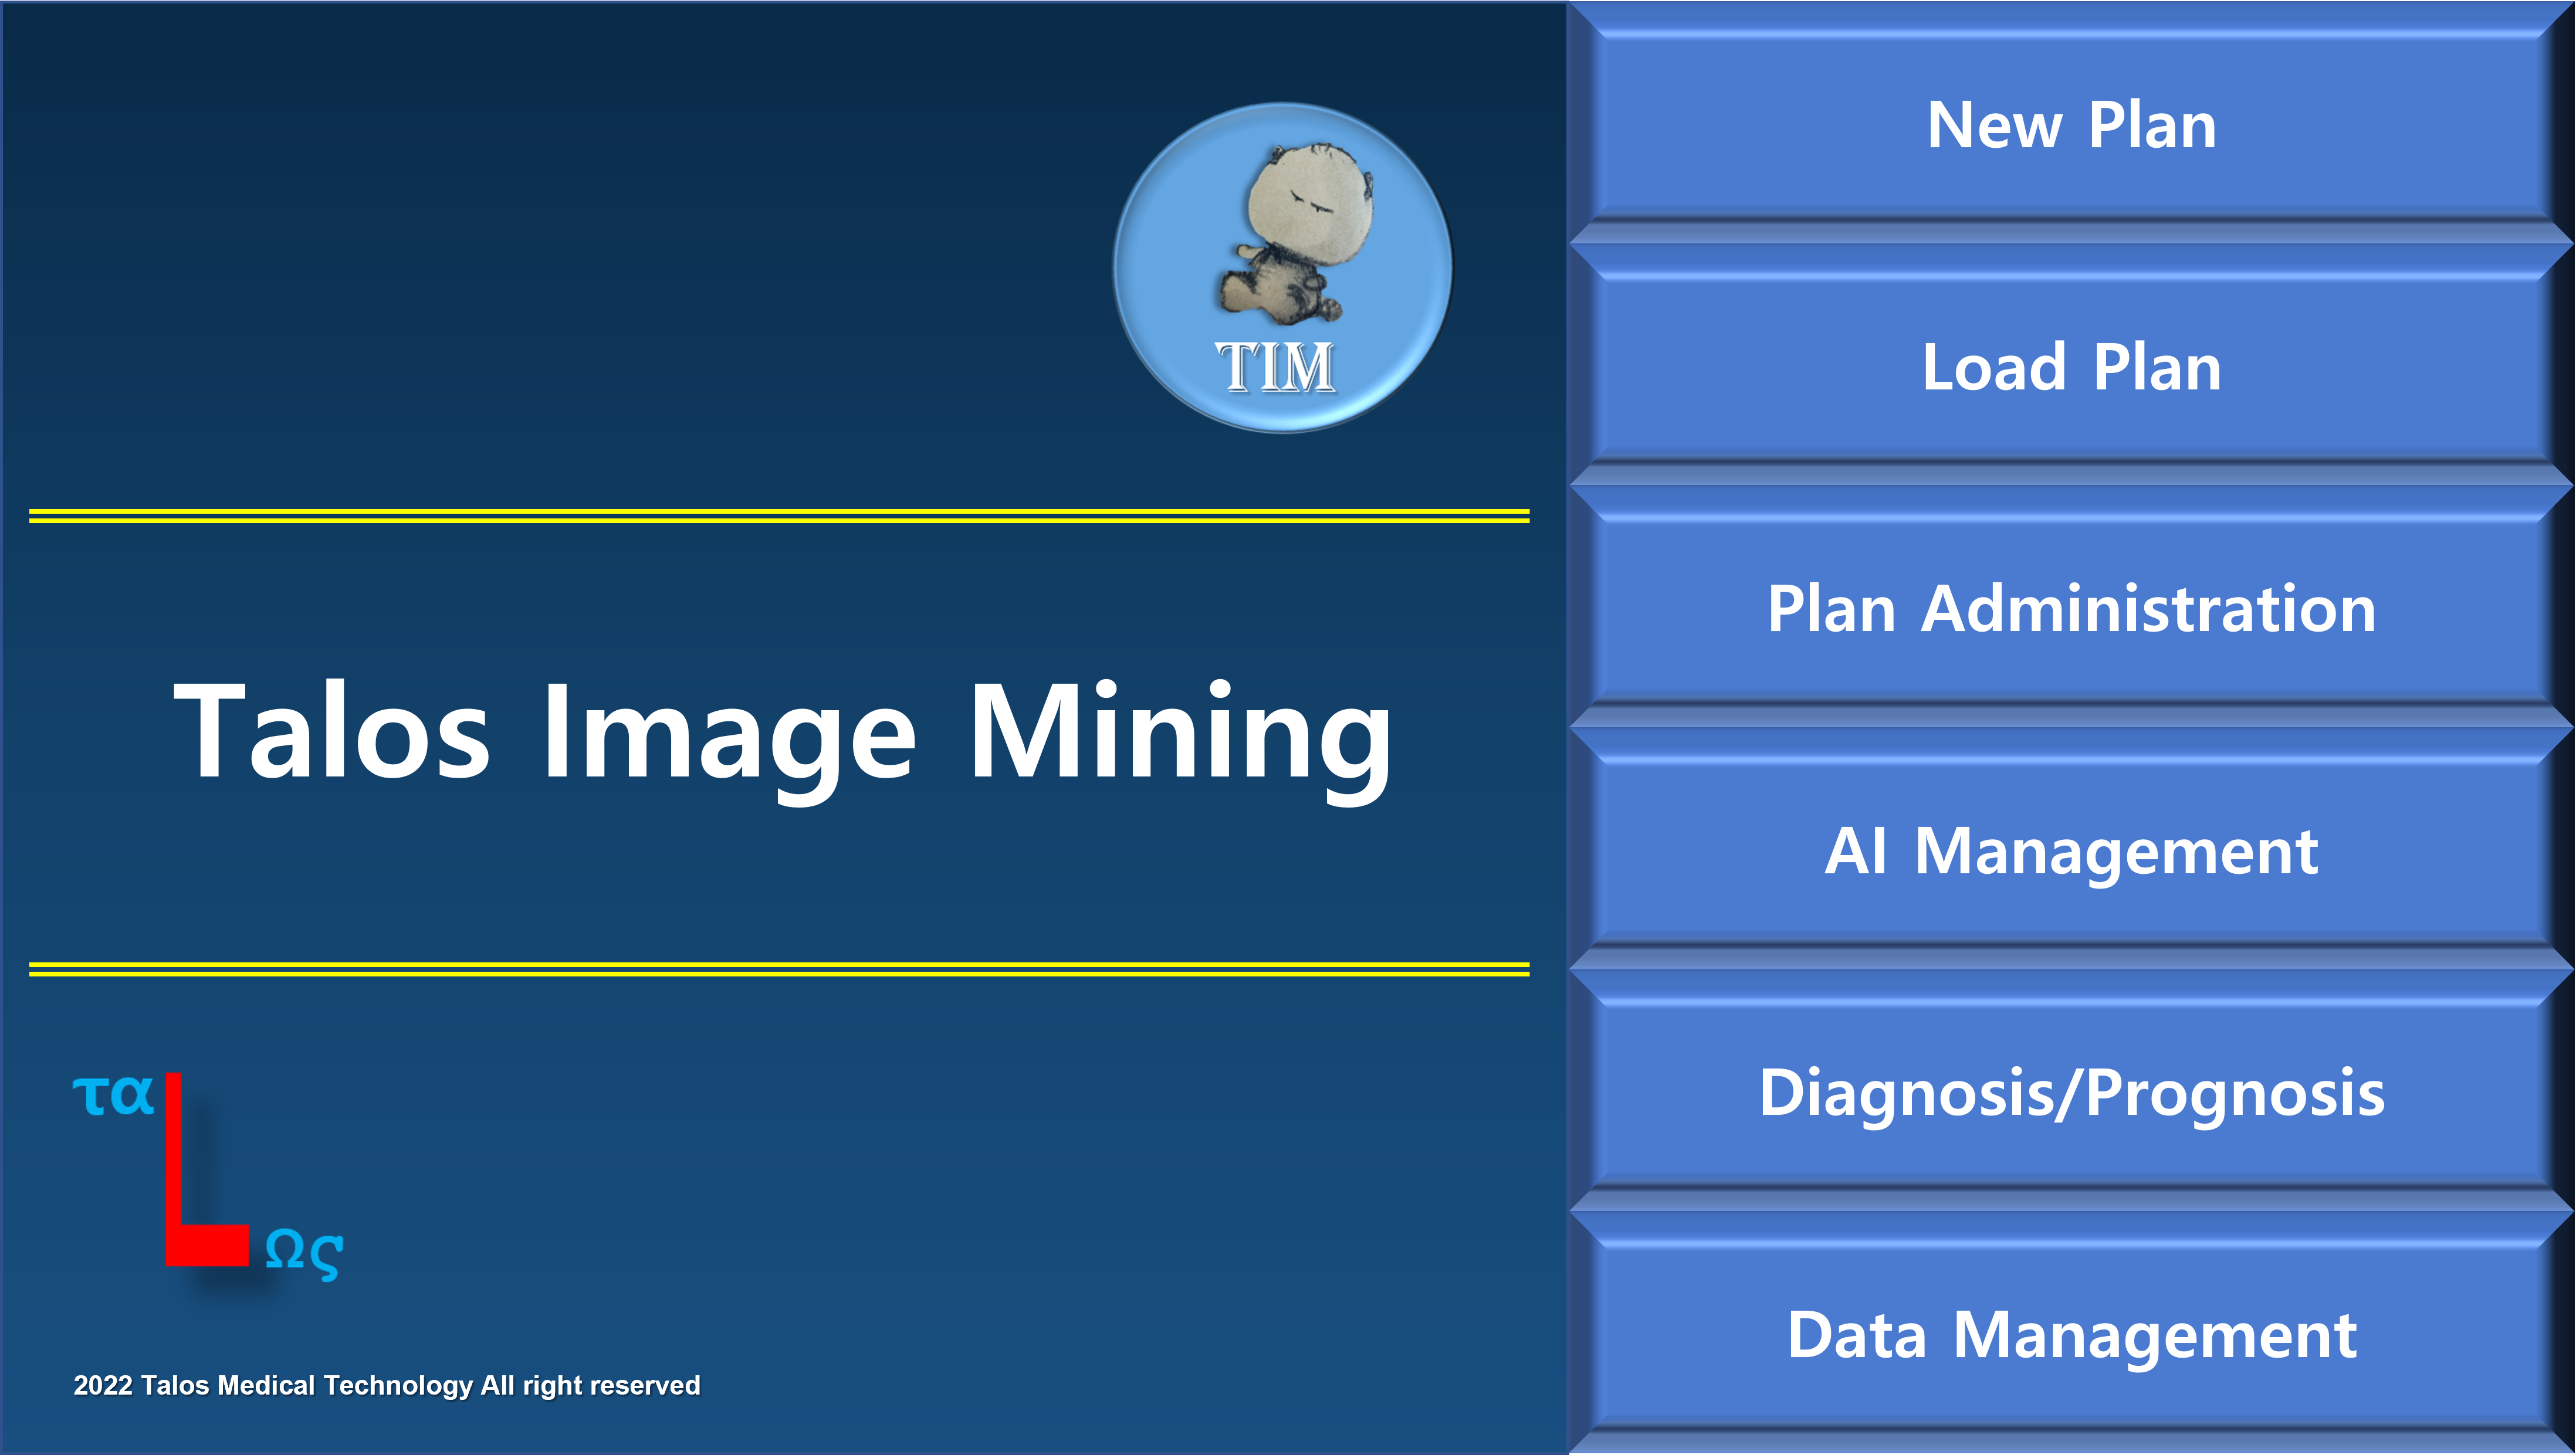 TIM
Talos Image Mining
τα
L
Ως
2022 Talos Medical Technology All right reserved
New Plan
Load Plan
Plan Administration
AI Management
Diagnosis/Prognosis
Data Management